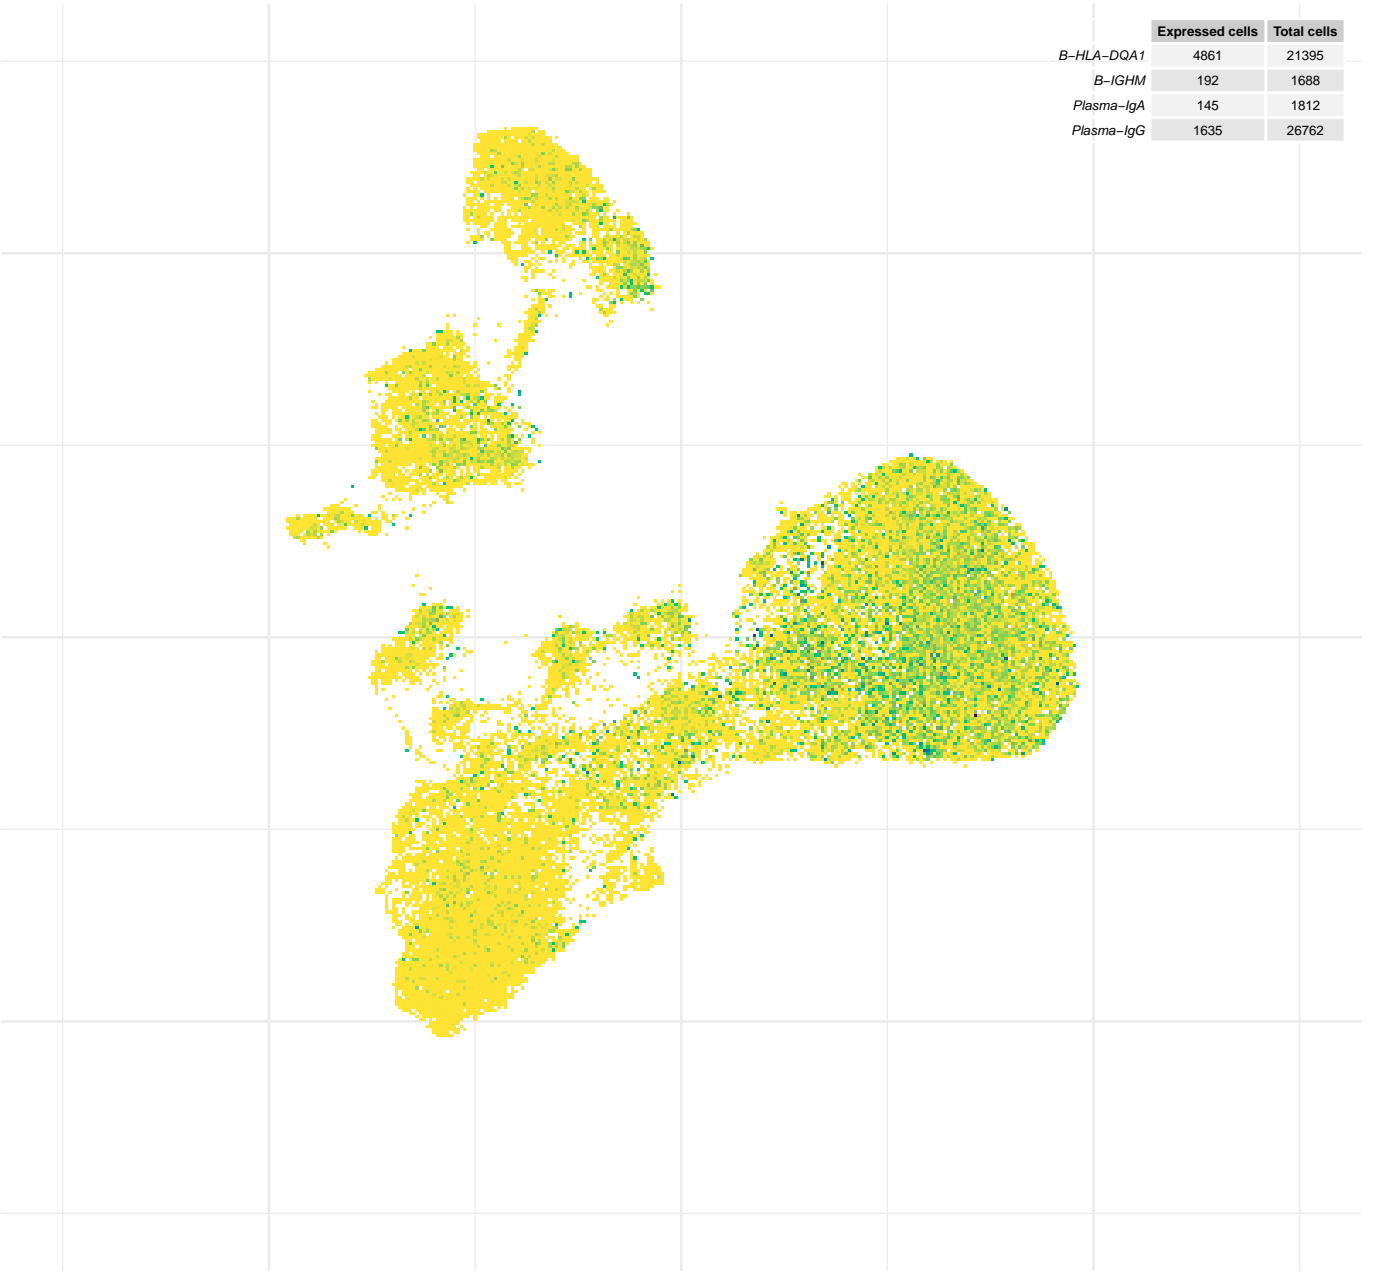 Expressed cells Total cells
B−HLA−DQA1 4861 21395
B−IGHM 192 1688
Plasma−IgA 145 1812
Plasma−IgG 1635 26762